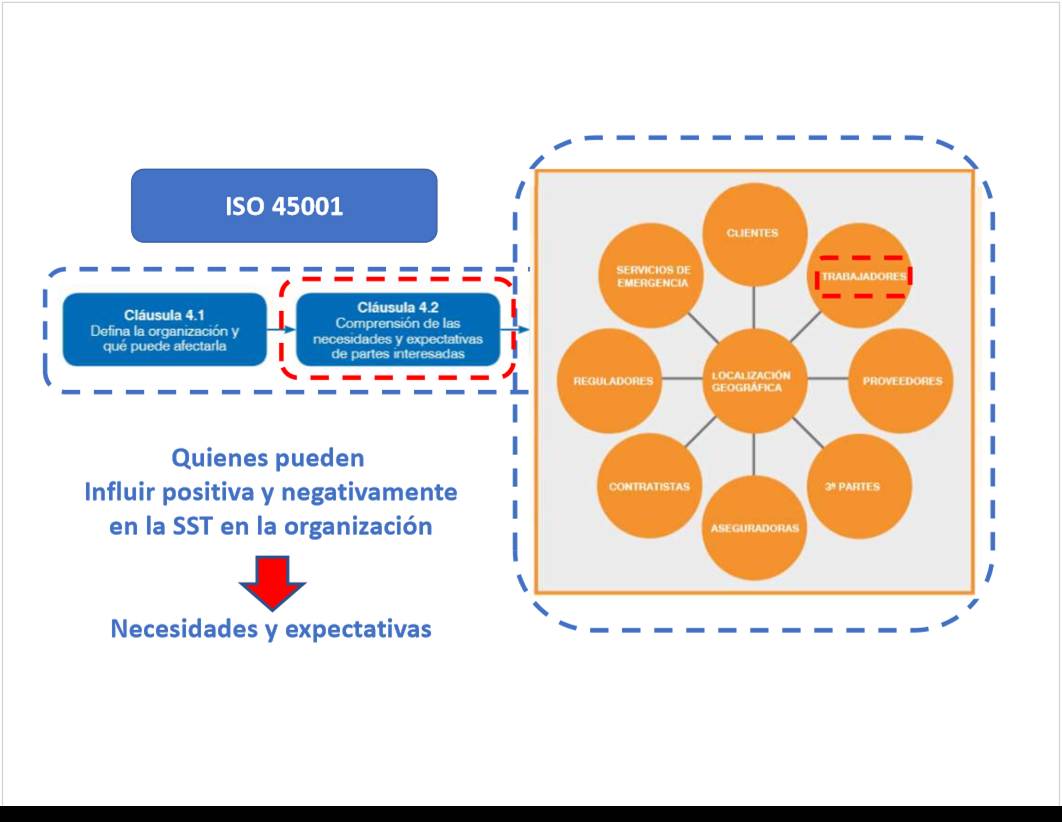 ISO 45001
Cláusula 4.1
Defina la organización y
qué puede afectarla
Cláusula 4.2
Comprensión de las
necesidades y expectativas
de partes interesadas
Quienes pueden
Influir positiva y negativamente
en la SST en la organización
Necesidades y expectativas
CLIENTES
SERVICIOS DE
EMERGENCIA
TRABAJADORES
REGULADORES
LOCALIZACIÓN
GEOGRÁFICA
PROVEEDORES
CONTRATISTAS
3ª PARTES
ASEGURADORAS